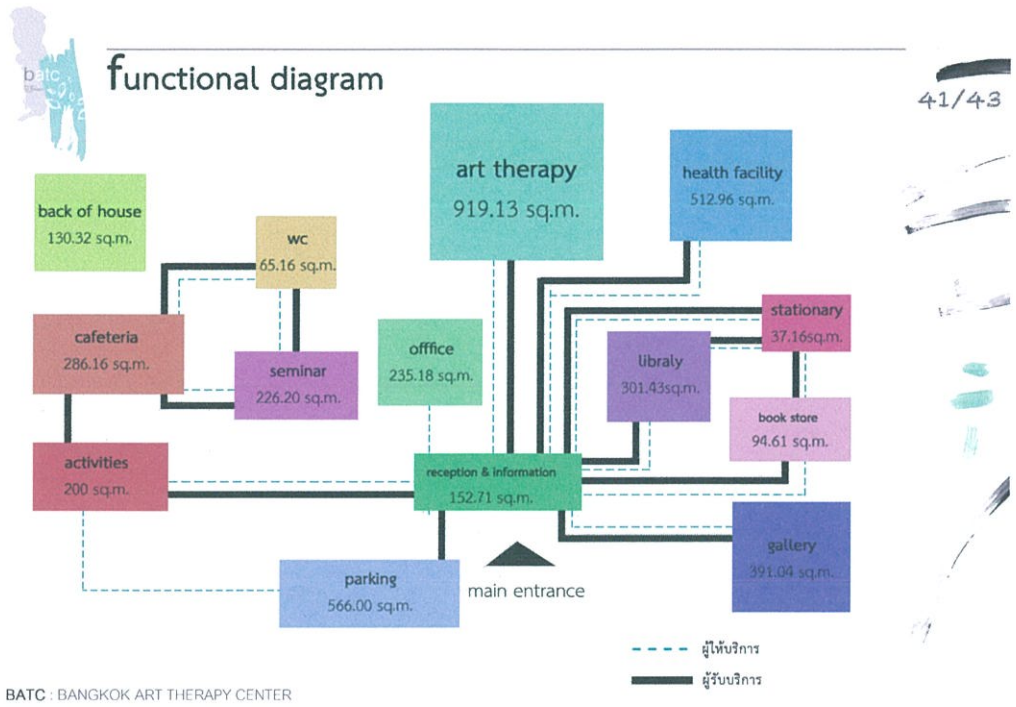 batc
functional diagram
41/43
art therapy
919.13 sq.m.
health facility
512.96 sq.m.
back of house
130.32 sq.m.
wc
65.16 sq.m.
stationary
37.16sq.m.
cafeteria
286.16 sq.m.
offfice
235.18 sq.m.
libraly
301.43sq.m.
seminar
226.20 sq.m.
book store
94.61 sq.m.
activities
200 sq.m.
reception & information
152.71 sq.m.
gallery
391.04 sq.m.
parking
566.00 sq.m.
main entrance
ผู้ให้บริการ
ผู้รับบริการ
BATC : BANGKOK ART THERAPY CENTER